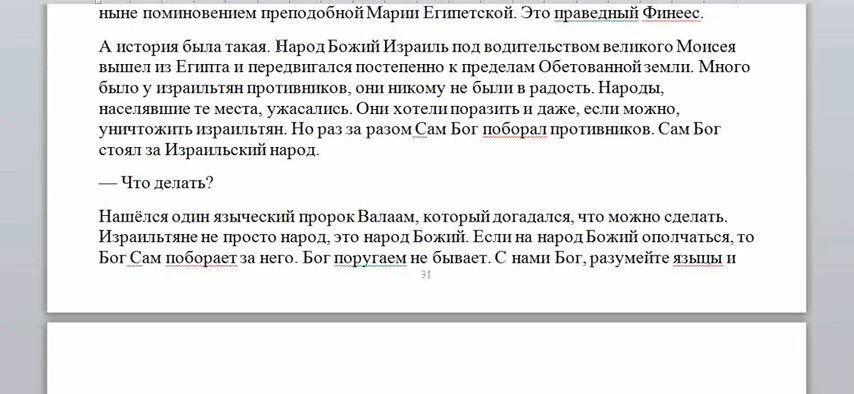 ныне поминовением преподобной Марии Египетской. Это праведный Финеес.
А история была такая. Народ Божий Израиль под водительством великого Моисея
вышел из Египта и передвигался постепенно к пределам Обетованной земли. Много
было у израильтян противников, они никому не были в радость. Народы,
населявшие те места, ужасались. Они хотели поразить и даже, если можно,
уничтожить израильтян. Но раз за разом Сам Бог поборал противников. Сам Бог
стоял за Израильский народ.
— Что делать?
Нашёлся один языческий пророк Валаам, который догадался, что можно сделать.
Израильтяне не просто народ, это народ Божий. Если на народ Божий ополчаться, то
Бог Сам поборает за него. Бог поругаем не бывает. С нами Бог, разумейте языцы и
31